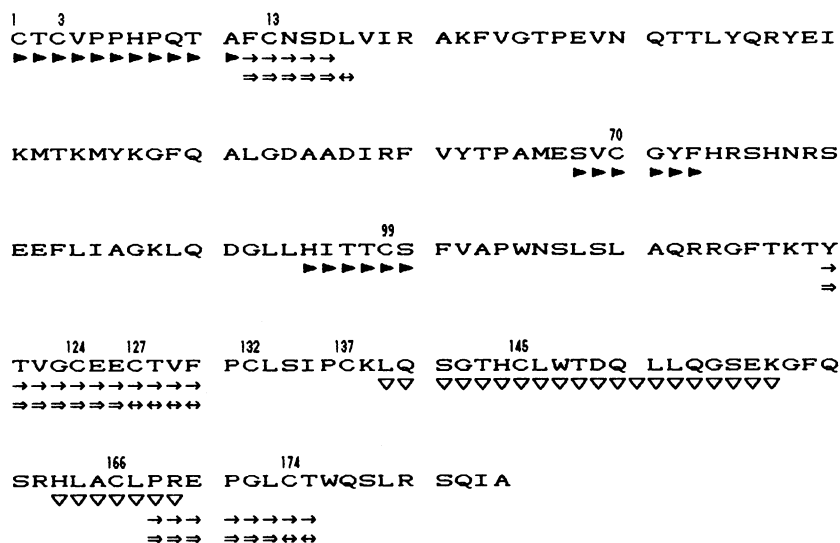 1 3 13
CTCVPPHPQT AFCNSDLVIR AKFVGTPEVN QTTLYQRYEI
70
KMTKMYKGFQ ALGDAADIRF VYTPAMESVC GYFHRSHNRS
99
EEFLIAGKLQ DGLLHITTCS FVAPWNSLSL AQRRGFTKTY
124 127 132 137 145
TVGCEECTVF PCLSIPCKLQ SGTHCLWTDQ LLQGSEKGFQ
166 174
SRHLACLPRE PGLCTWQSLR SQIA